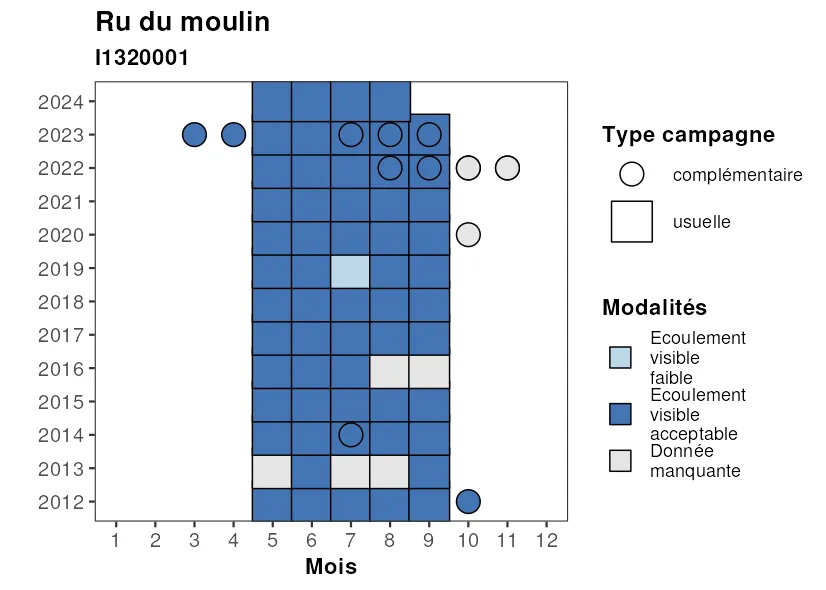 Ru du moulin
I1320001
2024
2023
2022
2021
2020
2019
2018
2017
2016
2015
2014
2013
2012
1 2 3 4 5 6 7 8 9 10 11 12
Mois
Type campagne
complémentaire
usuelle
Modalités
Ecoulement
visible
faible
Ecoulement
visible
acceptable
Donnée
manquante